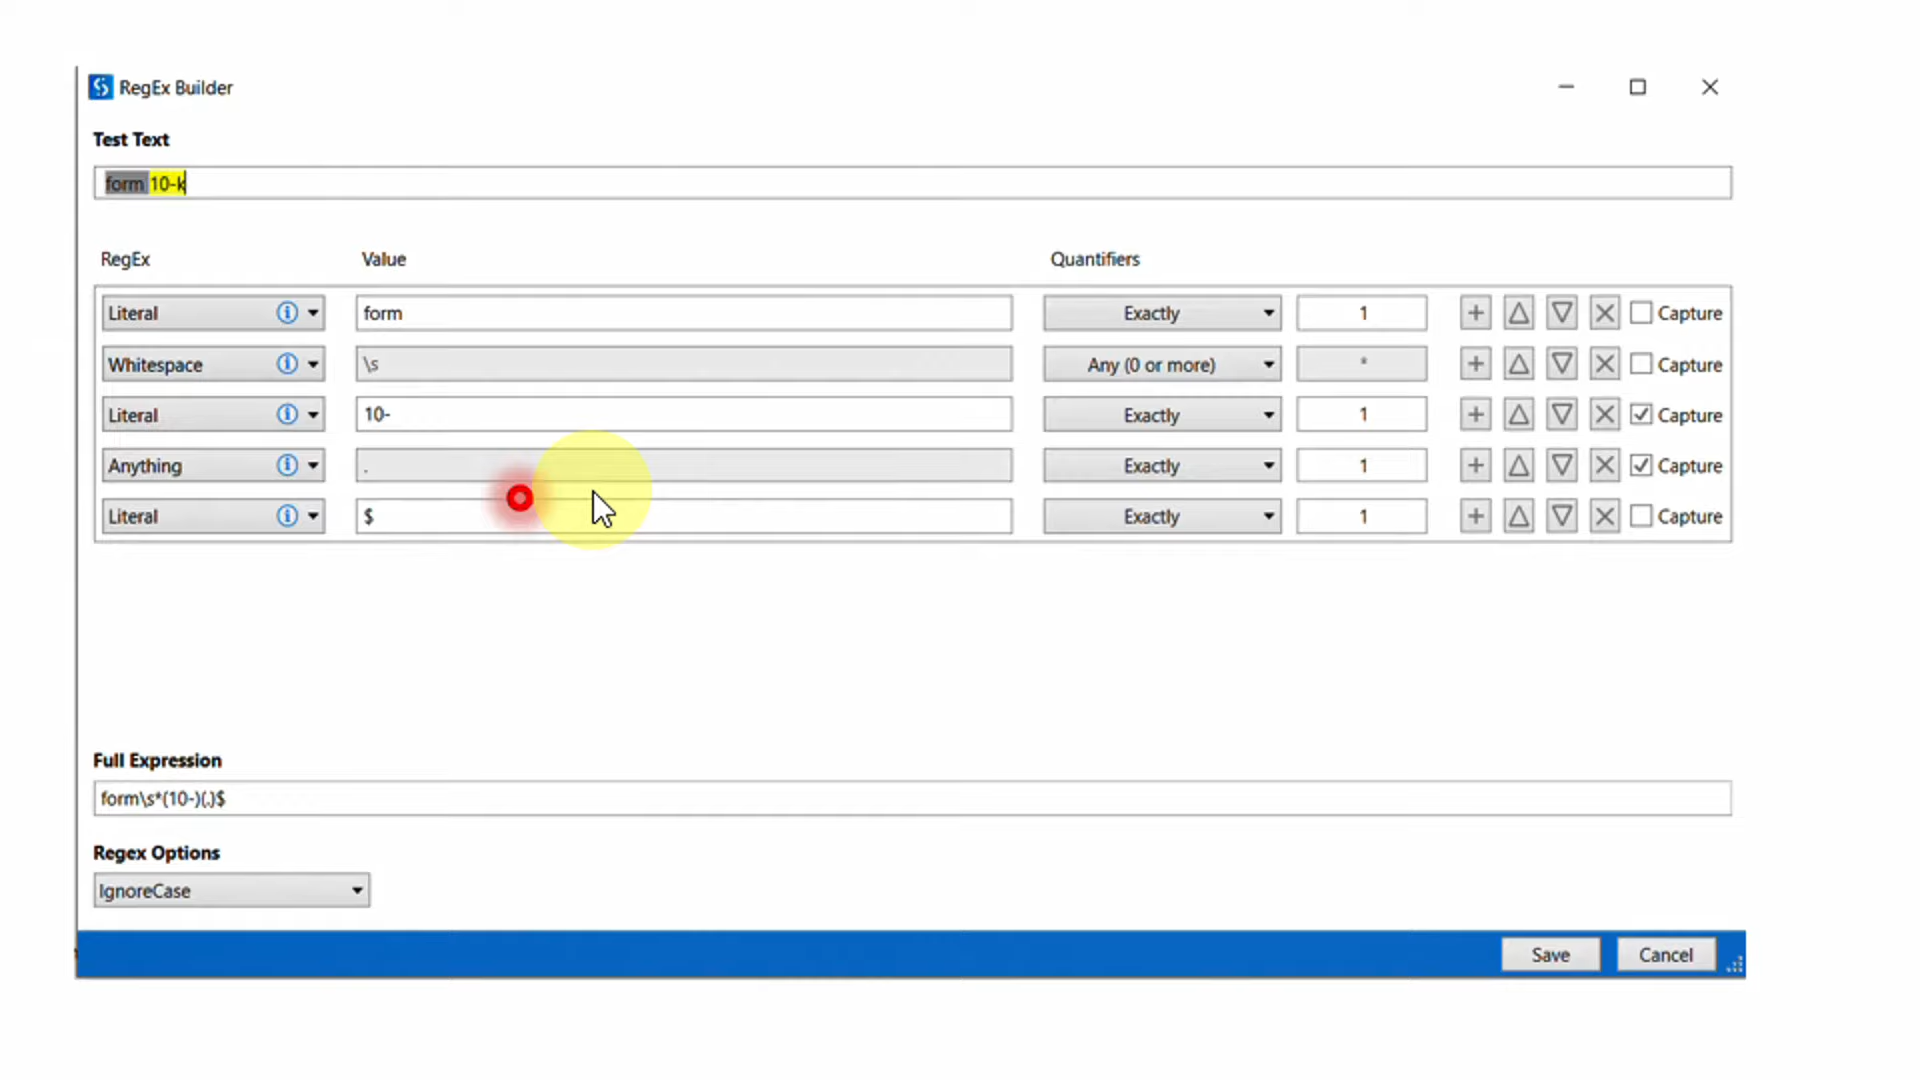 RegEx Builder
Test Text
form 10-k
RegEx Value Quantifiers
Literal form Exactly 1 Capture
Whitespace \s Any (0 or more) * Capture
Literal 10- Exactly 1 Capture
Anything . Exactly 1 Capture
Literal $ Exactly 1 Capture
Full Expression
form\s*(10-)(.)$
Regex Options
IgnoreCase
Save Cancel